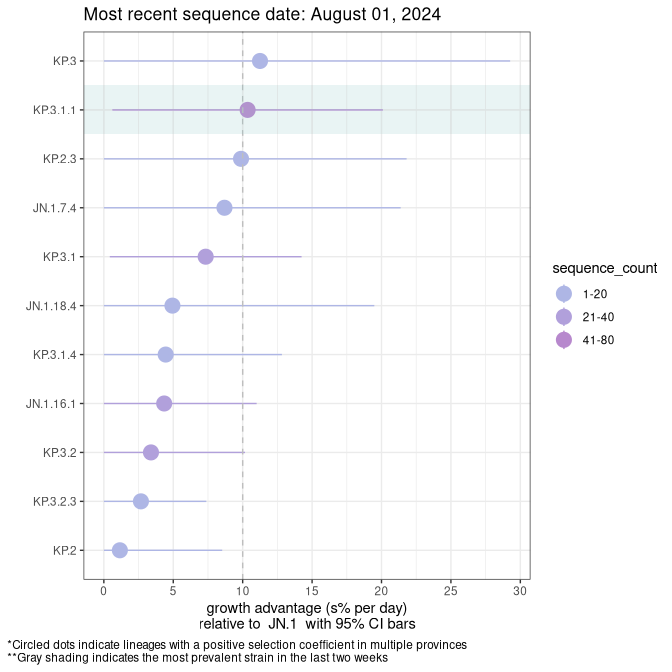 Most recent sequence date: August 01, 2024
KP.3
KP.3.1.1
KP.2.3
JN.1.7.4
KP.3.1
JN.1.18.4
KP.3.1.4
JN.1.16.1
KP.3.2
KP.3.2.3
KP.2
0 5 10 15 20 25 30
growth advantage (s% per day)
relative to JN.1 with 95% CI bars
sequence_count
1-20
21-40
41-80
*Circled dots indicate lineages with a positive selection coefficient in multiple provinces
**Gray shading indicates the most prevalent strain in the last two weeks